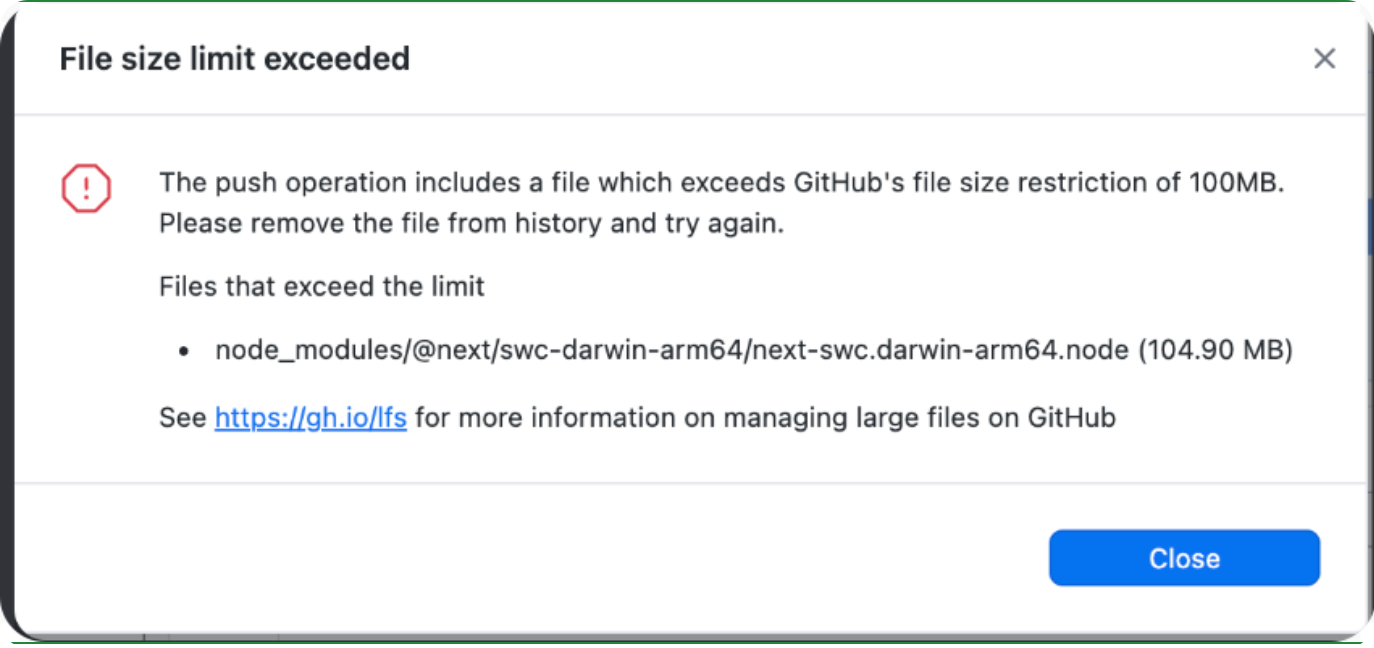 File size limit exceeded
The push operation includes a file which exceeds GitHub's file size restriction of 100MB.
Please remove the file from history and try again.
Files that exceed the limit
• node_modules/@next/swc-darwin-arm64/next-swc.darwin-arm64.node (104.90 MB)
See https://gh.io/lfs for more information on managing large files on GitHub
Close